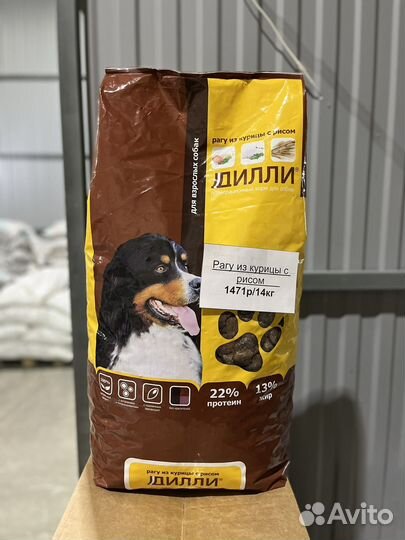 рагу из курицы с рисом
ДИЛЛИ®
для взрослых собак
Рагу из курицы с
рисом
1471р/14кг
22%
протеин
13%
жир
рагу из курицы с рисом
ДИЛЛИ®
Avito